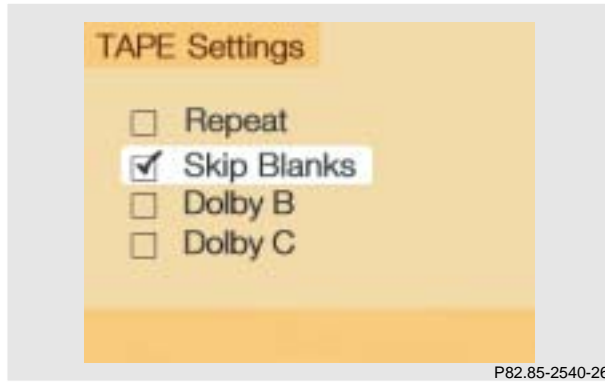 TAPE Settings
Repeat
Skip Blanks
Dolby B
Dolby C
P82.85-2540-26